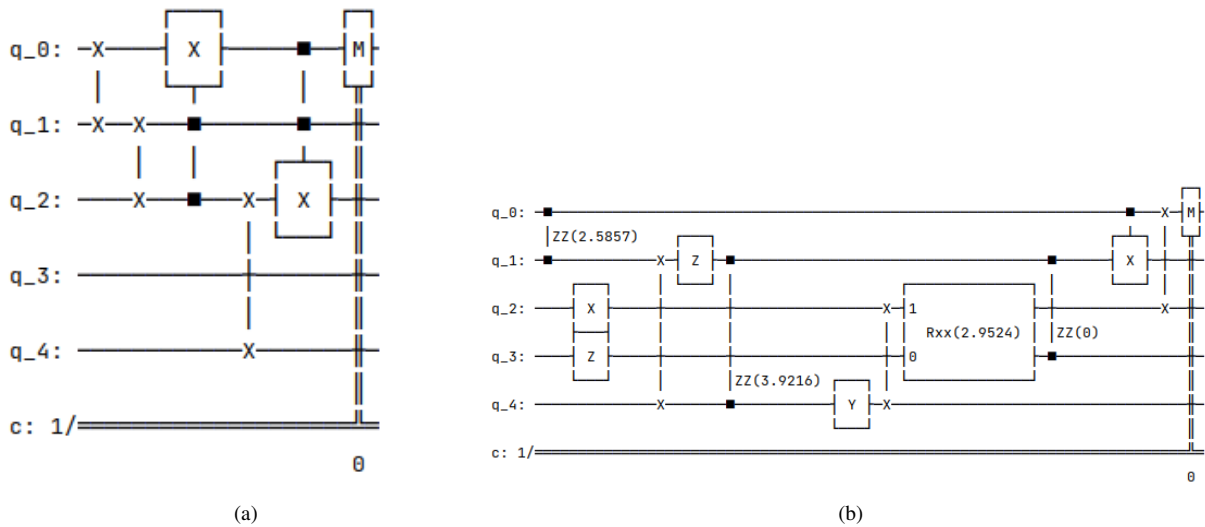 q_0: X X M
q_1: X X
q_2: X X X
q_3:
q_4: X
c: 1/
0
(a)
q_0: X M
ZZ(2.5857)
q_1: X Z X
q_2: X X 1 X
Rxx(2.9524) ZZ(0)
q_3: Z 0
ZZ(3.9216)
q_4: X Y X
c: 1/
0
(b)